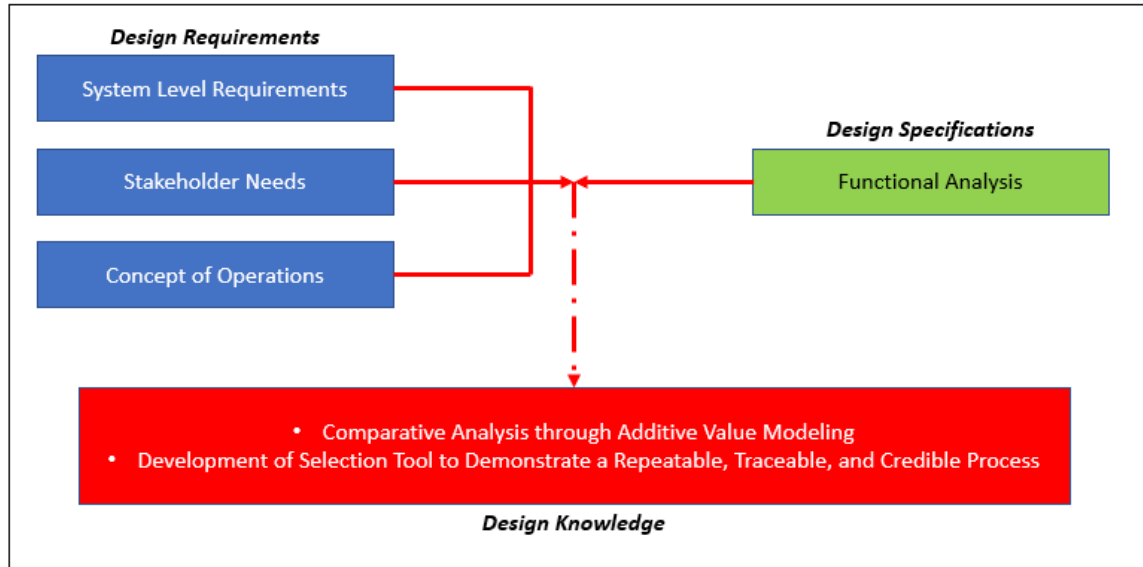 Design Requirements
System Level Requirements
Stakeholder Needs
Concept of Operations
Design Specifications
Functional Analysis
• Comparative Analysis through Additive Value Modeling
• Development of Selection Tool to Demonstrate a Repeatable, Traceable, and Credible Process
Design Knowledge